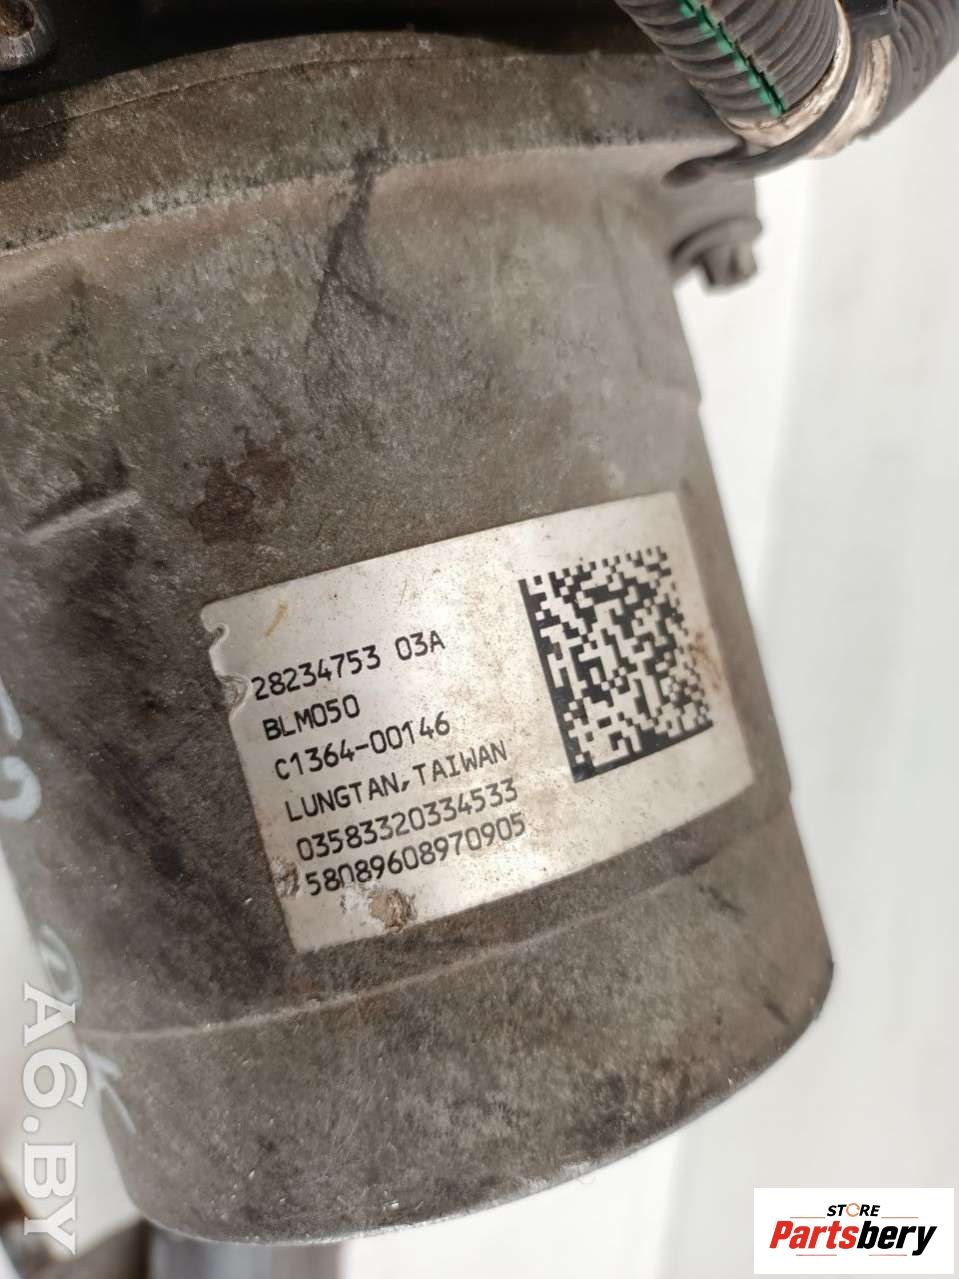 28234753 03A
BLM050
C1364-00146
LUNGTAN, TAIWAN
03583320334533
58089608970905
A6.BY
STORE
Partsbery